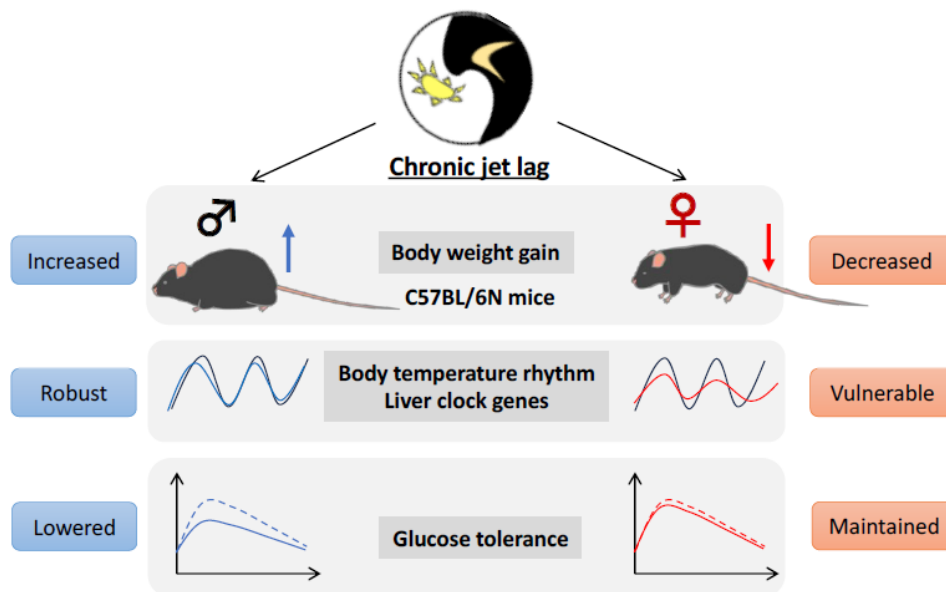 Chronic jet lag
♂
♀
Increased
Body weight gain
Decreased
C57BL/6N mice
Robust
Body temperature rhythm
Liver clock genes
Vulnerable
Lowered
Glucose tolerance
Maintained